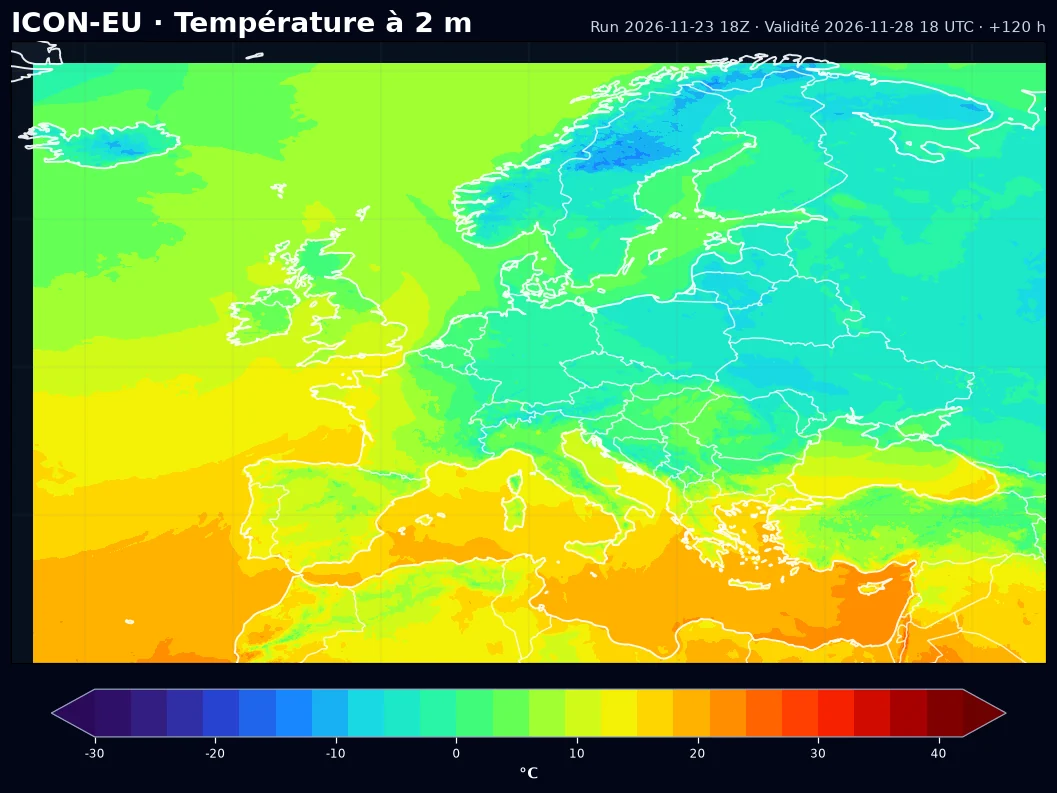 ICON-EU · Température à 2 m
Run 2026-11-23 18Z · Validité 2026-11-28 18 UTC · +120 h
-30 -20 -10 0 10 20 30 40
°C